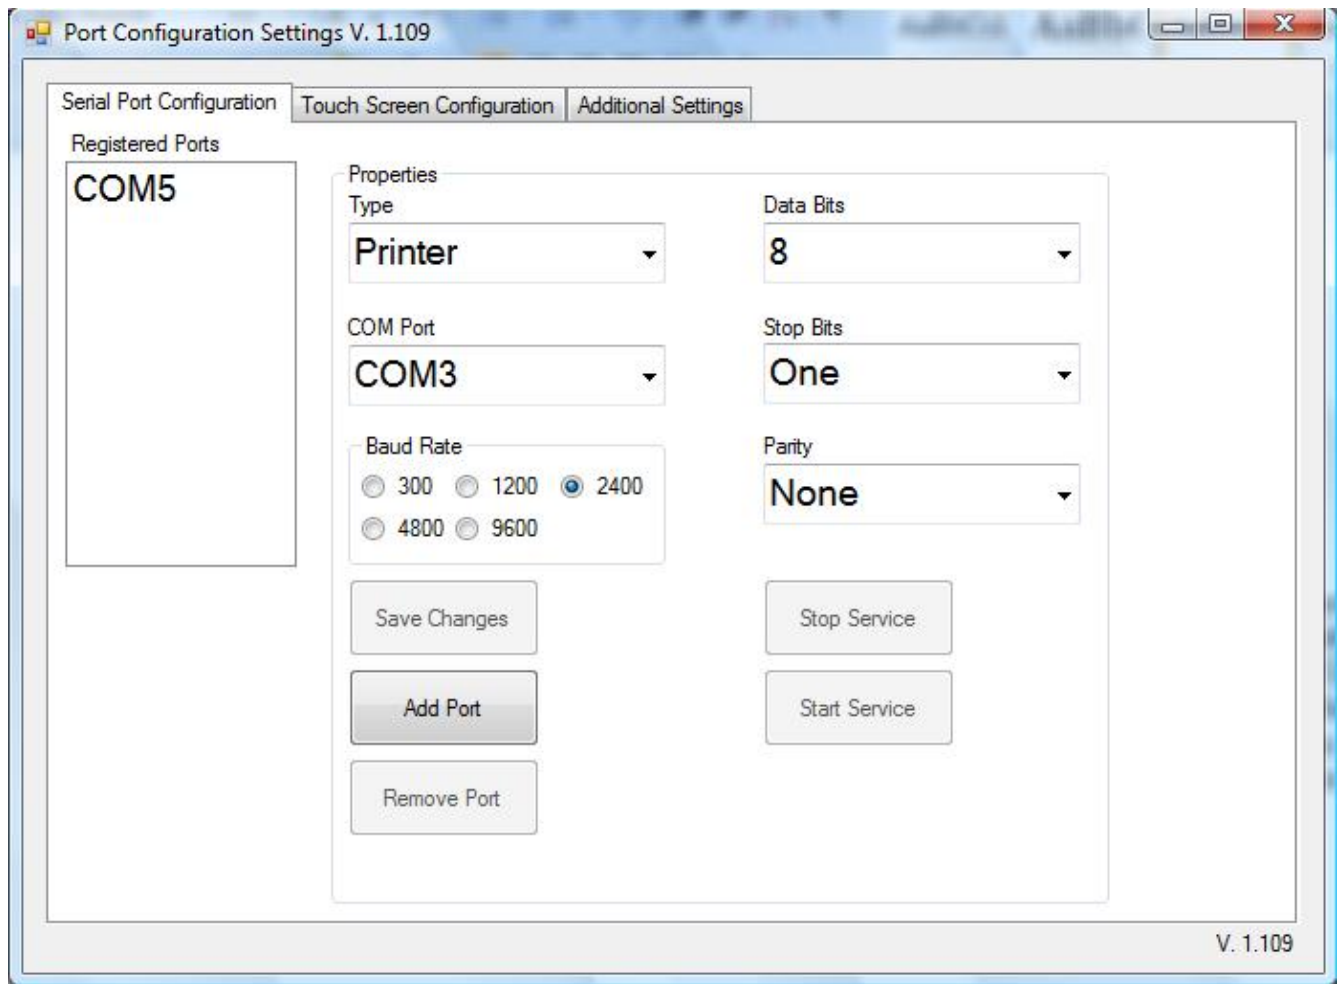 Port Configuration Settings V. 1.109
Serial Port Configuration
Touch Screen Configuration
Additional Settings
Registered Ports
COM5
Properties
Type
Printer
Data Bits
8
COM Port
COM3
Stop Bits
One
Baud Rate
300 1200 2400
4800 9600
Parity
None
Save Changes
Stop Service
Add Port
Start Service
Remove Port
V. 1.109